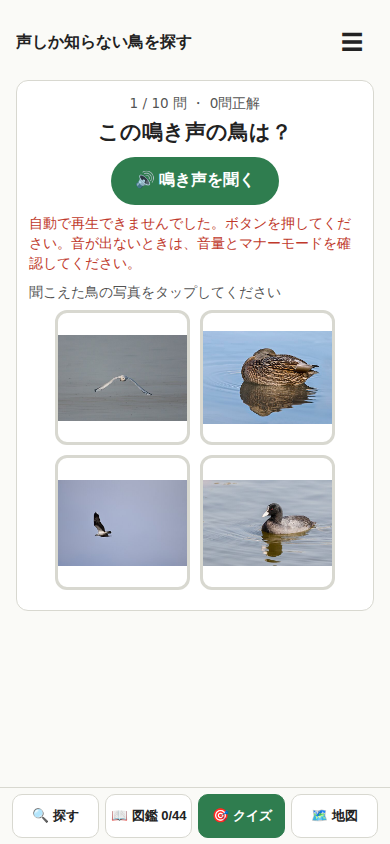 声しか知らない鳥を探す
1 / 10 問 ・ 0問正解
この鳴き声の鳥は？
🔊 鳴き声を聞く
自動で再生できませんでした。ボタンを押してくだ
さい。音が出ないときは、音量とマナーモードを確
認してください。
聞こえた鳥の写真をタップしてください
🔍 探す
📖 図鑑 0/44
🎯 クイズ
🗺️ 地図